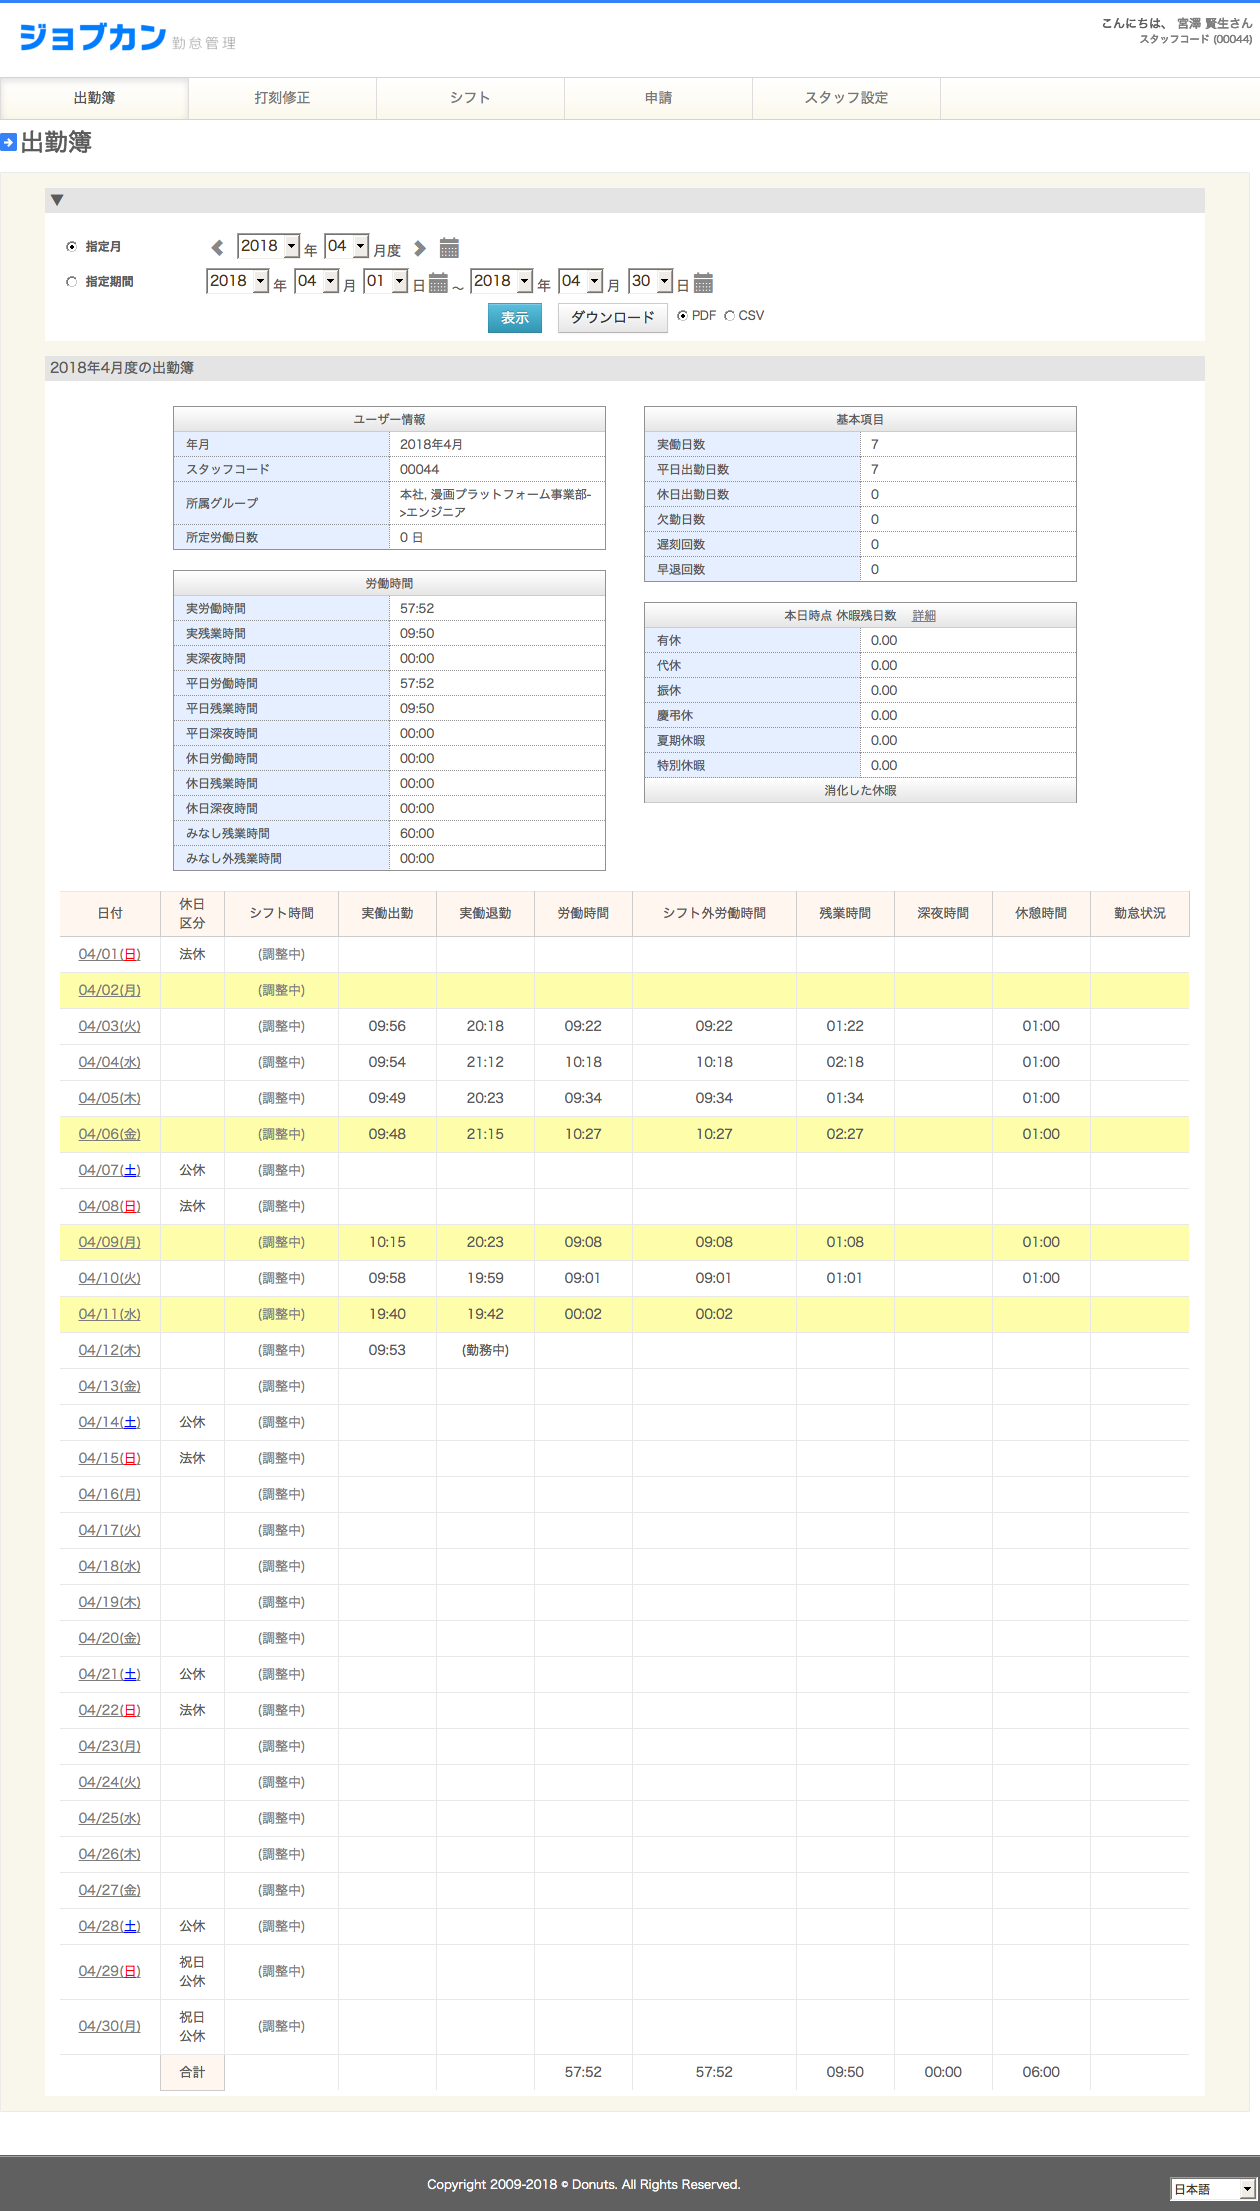 ジョブカン 勤怠管理
こんにちは、 宮澤 賢生さん
スタッフコード (00044)
出勤簿 打刻修正 シフト 申請 スタッフ設定
出勤簿
▼
指定月 2018 年 04 月度
指定期間 2018 年 04 月 01 日 ～ 2018 年 04 月 30 日
表示 ダウンロード PDF CSV
2018年4月度の出勤簿
ユーザー情報
年月 2018年4月
スタッフコード 00044
所属グループ 本社, 漫画プラットフォーム事業部-
>エンジニア
所定労働日数 0 日
労働時間
実労働時間 57:52
実残業時間 09:50
実深夜時間 00:00
平日労働時間 57:52
平日残業時間 09:50
平日深夜時間 00:00
休日労働時間 00:00
休日残業時間 00:00
休日深夜時間 00:00
みなし残業時間 60:00
みなし外残業時間 00:00
基本項目
実働日数 7
平日出勤日数 7
休日出勤日数 0
欠勤日数 0
遅刻回数 0
早退回数 0
本日時点 休暇残日数 詳細
有休 0.00
代休 0.00
振休 0.00
慶弔休 0.00
夏期休暇 0.00
特別休暇 0.00
消化した休暇
日付 休日区分 シフト時間 実働出勤 実働退勤 労働時間 シフト外労働時間 残業時間 深夜時間 休憩時間 勤怠状況
04/01(日) 法休 (調整中)
04/02(月) (調整中)
04/03(火) (調整中) 09:56 20:18 09:22 09:22 01:22 01:00
04/04(水) (調整中) 09:54 21:12 10:18 10:18 02:18 01:00
04/05(木) (調整中) 09:49 20:23 09:34 09:34 01:34 01:00
04/06(金) (調整中) 09:48 21:15 10:27 10:27 02:27 01:00
04/07(土) 公休 (調整中)
04/08(日) 法休 (調整中)
04/09(月) (調整中) 10:15 20:23 09:08 09:08 01:08 01:00
04/10(火) (調整中) 09:58 19:59 09:01 09:01 01:01 01:00
04/11(水) (調整中) 19:40 19:42 00:02 00:02
04/12(木) (調整中) 09:53 (勤務中)
04/13(金) (調整中)
04/14(土) 公休 (調整中)
04/15(日) 法休 (調整中)
04/16(月) (調整中)
04/17(火) (調整中)
04/18(水) (調整中)
04/19(木) (調整中)
04/20(金) (調整中)
04/21(土) 公休 (調整中)
04/22(日) 法休 (調整中)
04/23(月) (調整中)
04/24(火) (調整中)
04/25(水) (調整中)
04/26(木) (調整中)
04/27(金) (調整中)
04/28(土) 公休 (調整中)
04/29(日) 祝日公休 (調整中)
04/30(月) 祝日公休 (調整中)
合計 57:52 57:52 09:50 00:00 06:00
Copyright 2009-2018 © Donuts. All Rights Reserved.
日本語